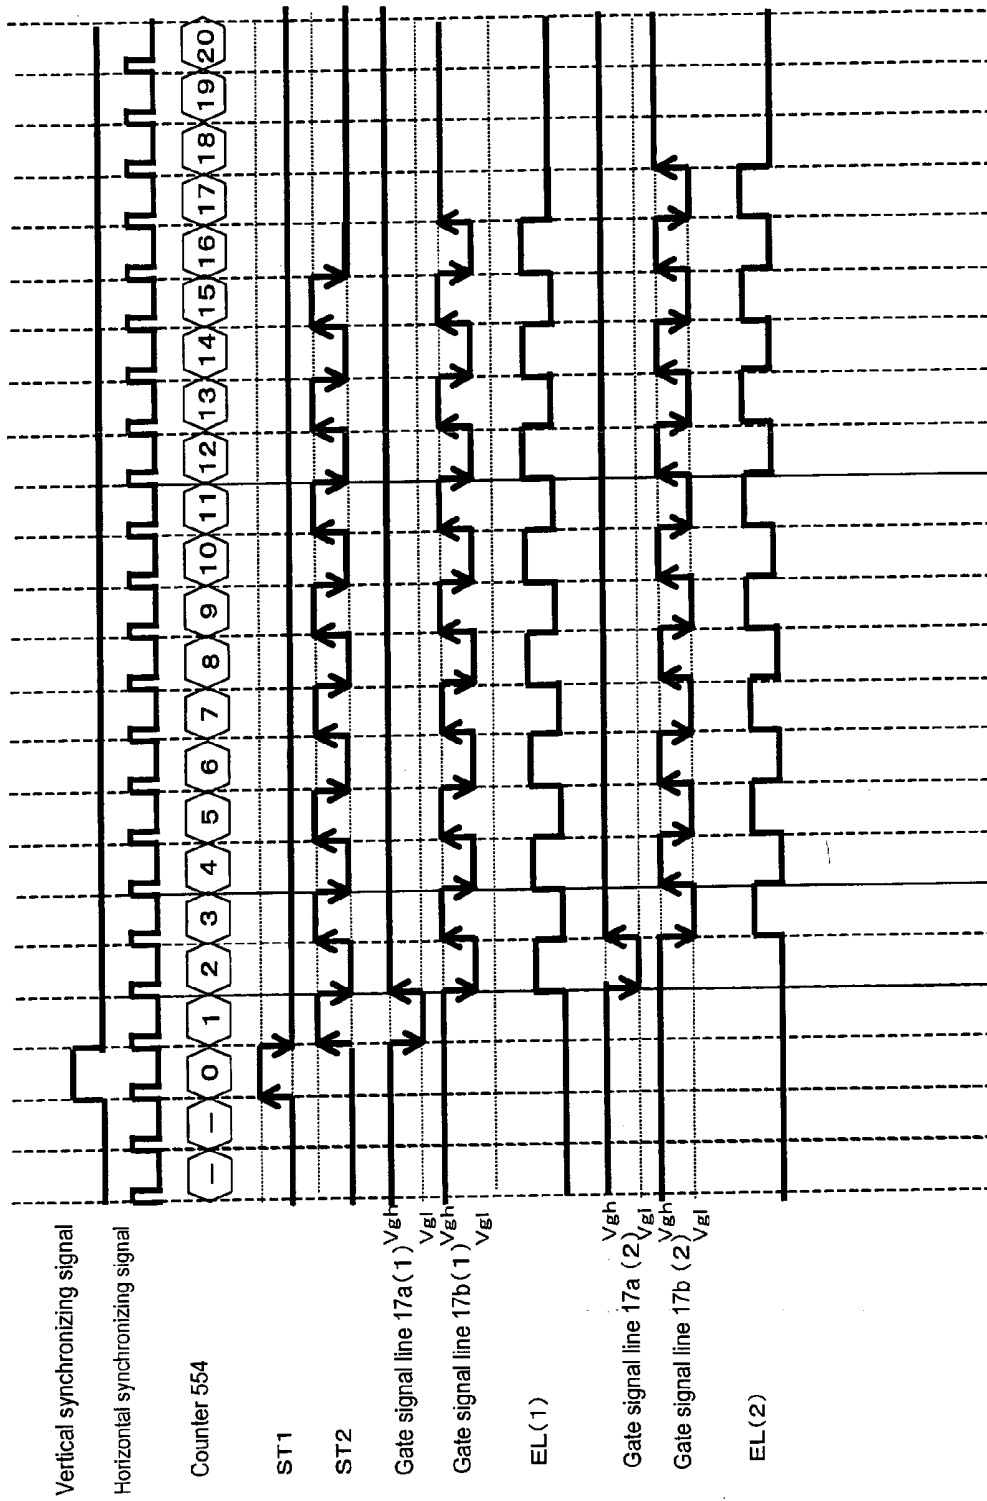 Vertical synchronizing signal
Horizontal synchronizing signal
Counter 554
— — 0 1 2 3 4 5 6 7 8 9 10 11 12 13 14 15 16 17 18 19 20
ST1
ST2
Gate signal line 17a(1) Vgh
Vgl
Gate signal line 17b(1) Vgh
Vgl
EL(1)
Gate signal line 17a(2) Vgh
Vgl
Gate signal line 17b(2) Vgh
Vgl
EL(2)